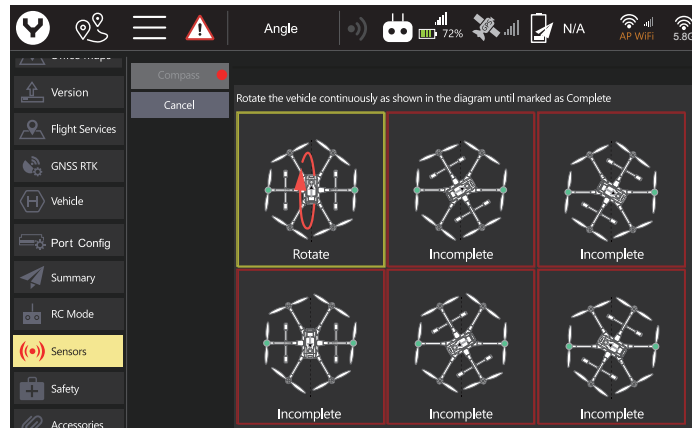 Angle
72%
N/A
AP WiFi
5.8G
Version
Flight Services
GNSS RTK
Vehicle
Port Config
Summary
RC Mode
Sensors
Safety
Accessories
Compass
Cancel
Rotate the vehicle continuously as shown in the diagram until marked as Complete
Rotate
Incomplete
Incomplete
Incomplete
Incomplete
Incomplete